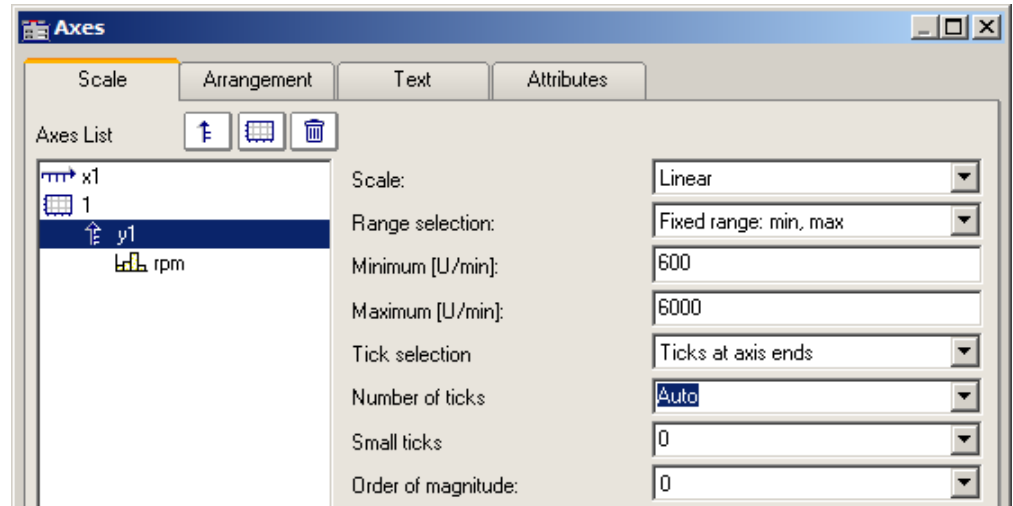 Axes
Scale Arrangement Text Attributes
Axes List
x1
1
y1
rpm
Scale: Linear
Range selection: Fixed range: min, max
Minimum [U/min]: 600
Maximum [U/min]: 6000
Tick selection Ticks at axis ends
Number of ticks Auto
Small ticks 0
Order of magnitude: 0